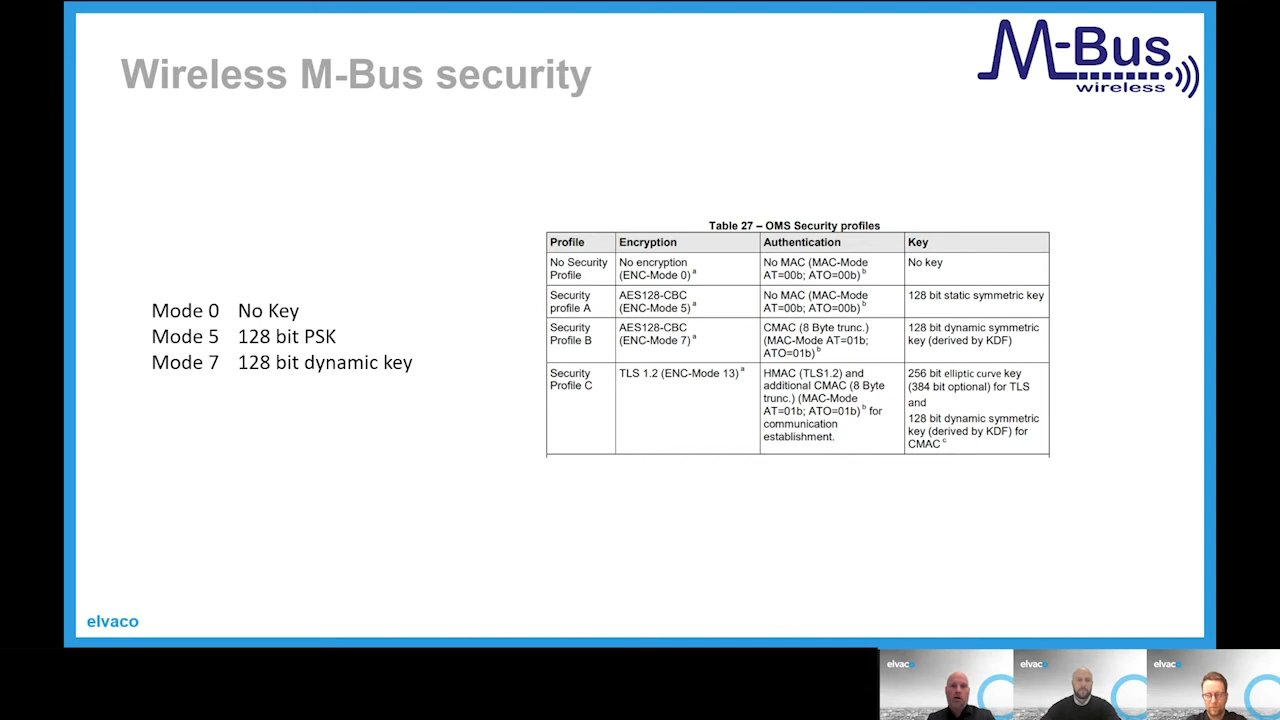 Wireless M-Bus security
M-Bus
wireless
Mode 0 No Key
Mode 5 128 bit PSK
Mode 7 128 bit dynamic key
Table 27 – OMS Security profiles
Profile Encryption Authentication Key
No Security No encryption No MAC (MAC-Mode No key
Profile (ENC-Mode 0) a AT=00b; ATO=00b) b
Security AES128-CBC No MAC (MAC-Mode 128 bit static symmetric key
profile A (ENC-Mode 5) a AT=00b; ATO=00b) b
Security AES128-CBC CMAC (8 Byte trunc.) 128 bit dynamic symmetric
Profile B (ENC-Mode 7) a (MAC-Mode AT=01b; key (derived by KDF)
ATO=01b) b
Security TLS 1.2 (ENC-Mode 13) a HMAC (TLS1.2) and 256 bit elliptic curve key
Profile C additional CMAC (8 Byte (384 bit optional) for TLS
trunc.) (MAC-Mode and
AT=01b; ATO=01b) b for 128 bit dynamic symmetric
communication key (derived by KDF) for
establishment. CMAC c
elvaco
elvaco
elvaco
elvaco